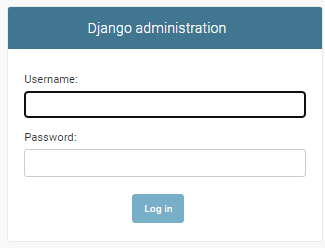 Django administration
Username:
Password:
Log in